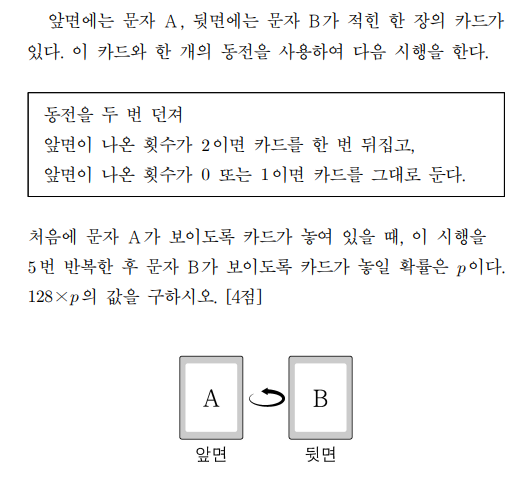 앞면에는 문자 A, 뒷면에는 문자 B가 적힌 한 장의 카드가
있다. 이 카드와 한 개의 동전을 사용하여 다음 시행을 한다.
동전을 두 번 던져
앞면이 나온 횟수가 2이면 카드를 한 번 뒤집고,
앞면이 나온 횟수가 0 또는 1이면 카드를 그대로 둔다.
처음에 문자 A가 보이도록 카드가 놓여 있을 때, 이 시행을
5번 반복한 후 문자 B가 보이도록 카드가 놓일 확률은 p이다.
128×p의 값을 구하시오. [4점]
A B
앞면 뒷면